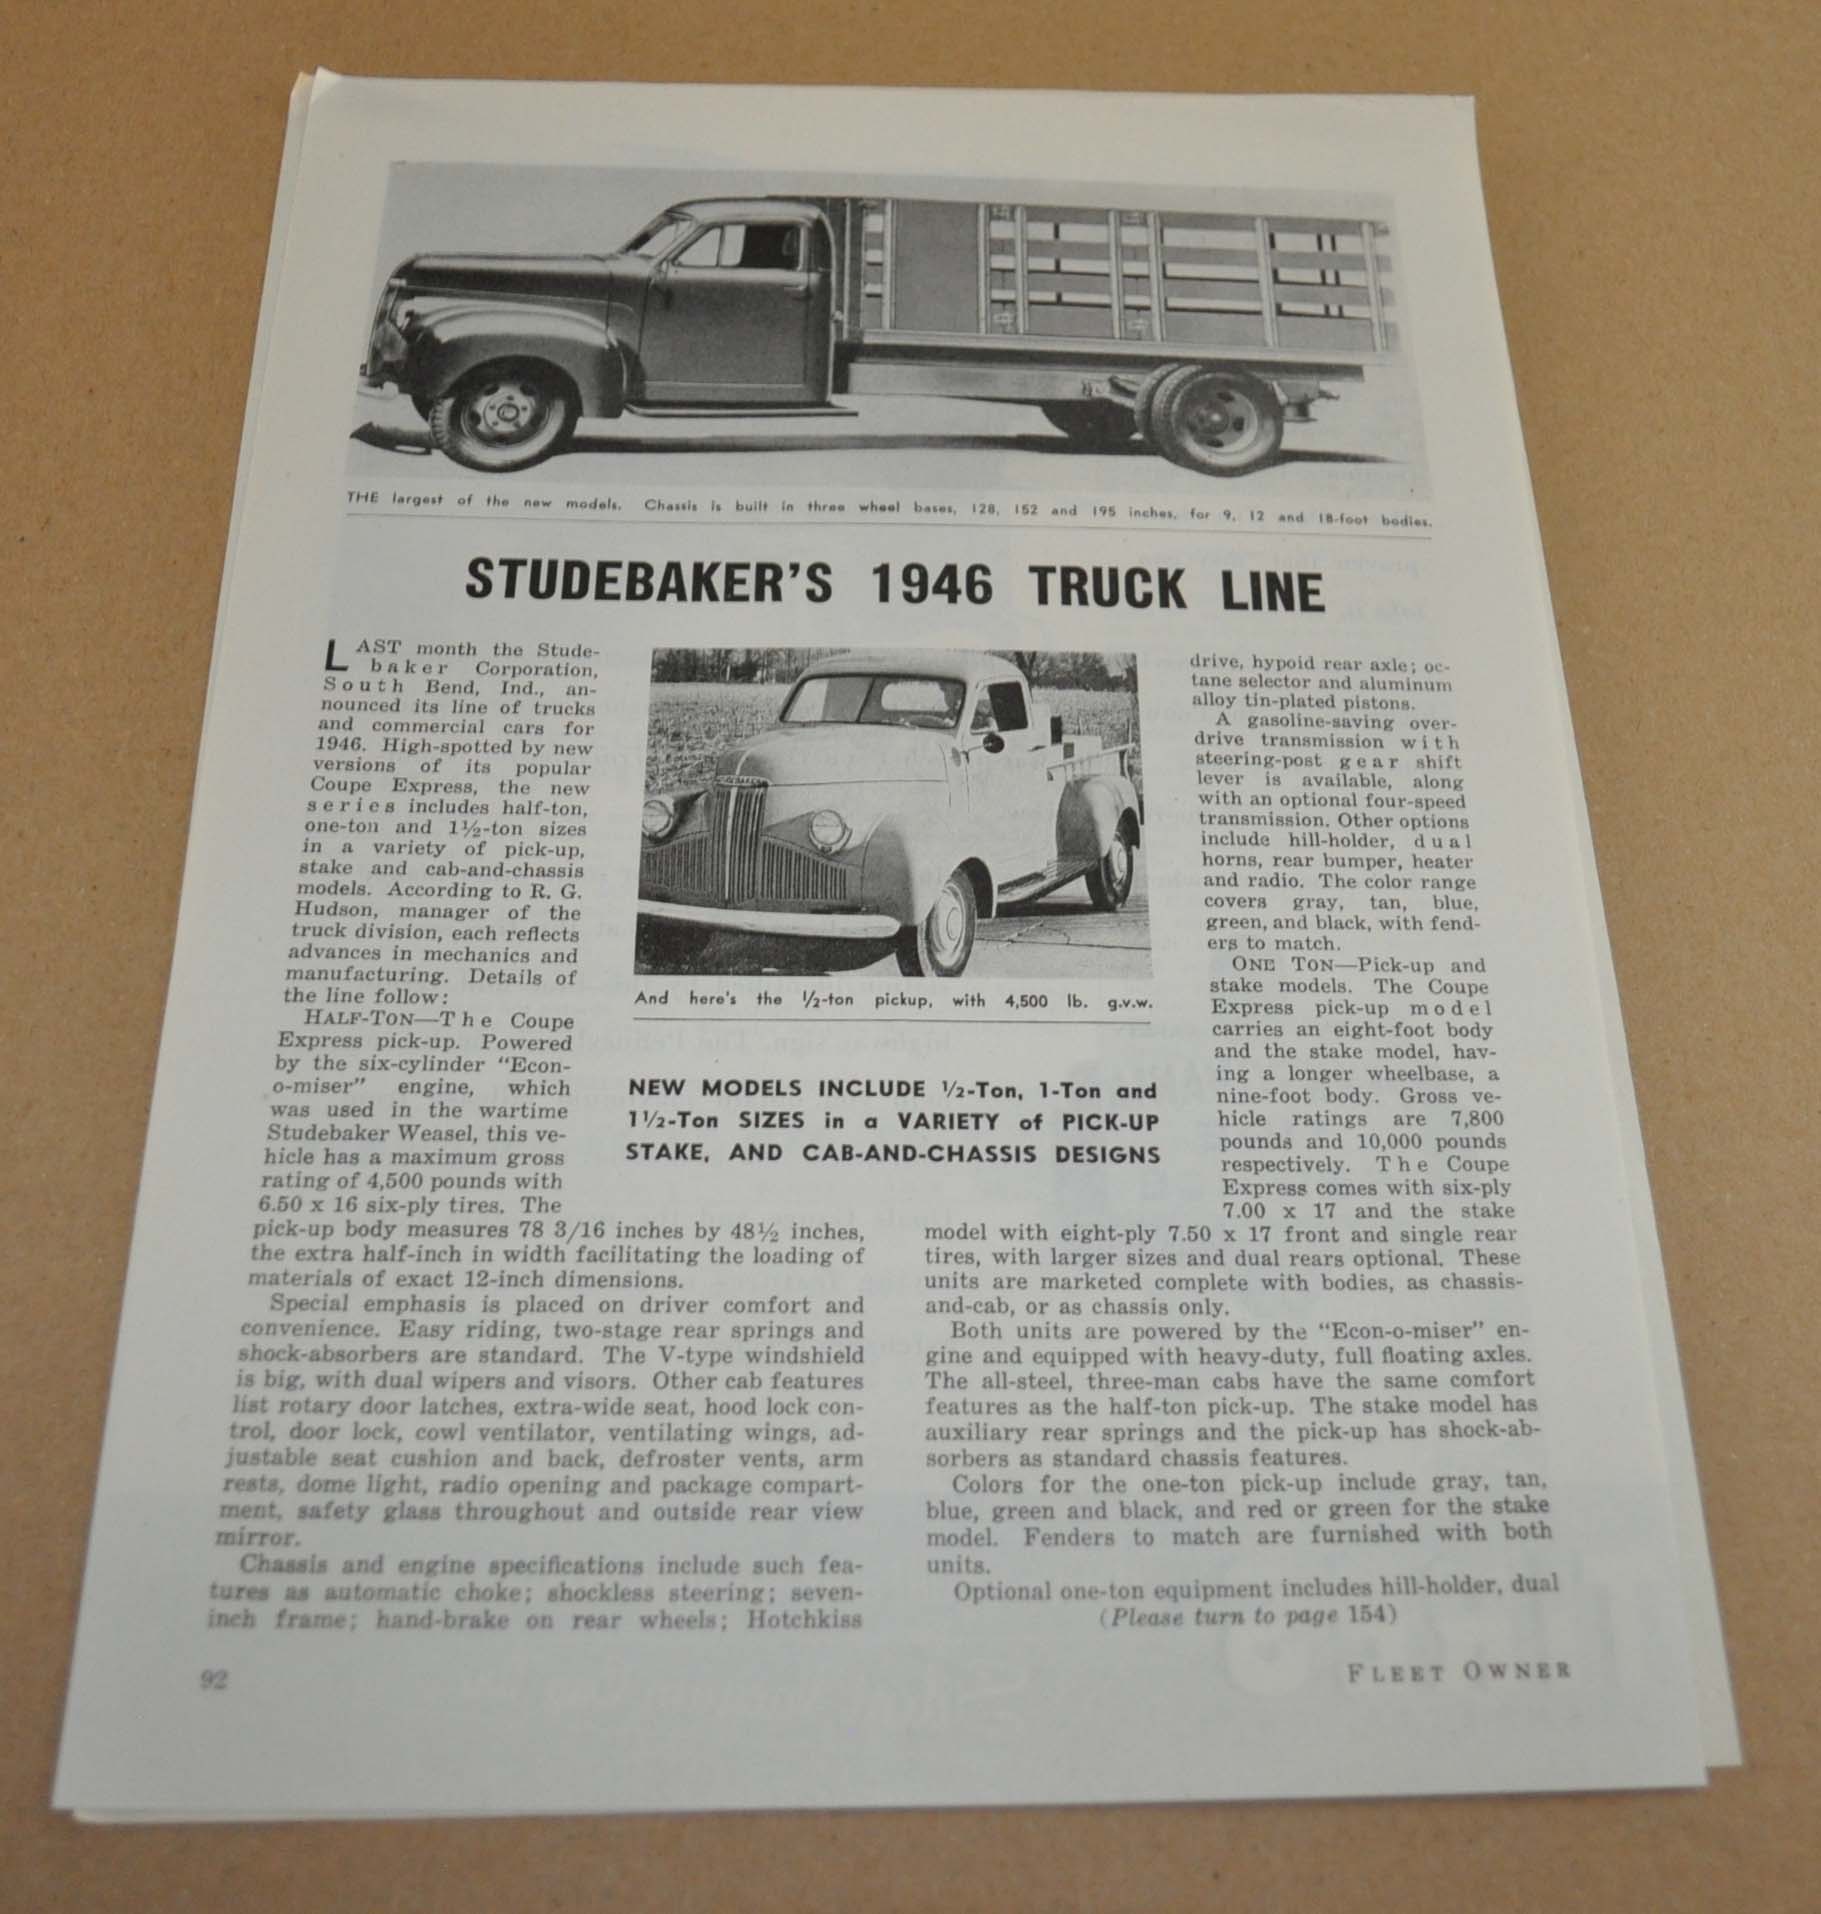 THE largest of the new models. Chassis is built in three wheel bases, 128, 152 and 195 inches, for 9, 12 and 18-foot bodies.
STUDEBAKER'S 1946 TRUCK LINE
LAST month the Stude-
baker Corporation,
South Bend, Ind., an-
nounced its line of trucks
and commercial cars for
1946. High-spotted by new
versions of its popular
Coupe Express, the new
series includes half-ton,
one-ton and 1½-ton sizes
in a variety of pick-up,
stake and cab-and-chassis
models. According to R. G.
Hudson, manager of the
truck division, each reflects
advances in mechanics and
manufacturing. Details of
the line follow:
HALF-TON—The Coupe
Express pick-up. Powered
by the six-cylinder "Econ-
o-miser" engine, which
was used in the wartime
Studebaker Weasel, this ve-
hicle has a maximum gross
rating of 4,500 pounds with
6.50 x 16 six-ply tires. The
pick-up body measures 78 3/16 inches by 48½ inches,
the extra half-inch in width facilitating the loading of
materials of exact 12-inch dimensions.
Special emphasis is placed on driver comfort and
convenience. Easy riding, two-stage rear springs and
shock-absorbers are standard. The V-type windshield
is big, with dual wipers and visors. Other cab features
list rotary door latches, extra-wide seat, hood lock con-
trol, door lock, cowl ventilator, ventilating wings, ad-
justable seat cushion and back, defroster vents, arm
rests, dome light, radio opening and package compart-
ment, safety glass throughout and outside rear view
mirror.
Chassis and engine specifications include such fea-
tures as automatic choke; shockless steering; seven-
inch frame; hand-brake on rear wheels; Hotchkiss
And here's the ½-ton pickup, with 4,500 lb. g.v.w.
NEW MODELS INCLUDE ½-Ton, 1-Ton and
1½-Ton SIZES in a VARIETY of PICK-UP
STAKE, AND CAB-AND-CHASSIS DESIGNS
drive, hypoid rear axle; oc-
tane selector and aluminum
alloy tin-plated pistons.
A gasoline-saving over-
drive transmission with
steering-post gear shift
lever is available, along
with an optional four-speed
transmission. Other options
include hill-holder, dual
horns, rear bumper, heater
and radio. The color range
covers gray, tan, blue,
green, and black, with fend-
ers to match.
ONE TON—Pick-up and
stake models. The Coupe
Express pick-up model
carries an eight-foot body
and the stake model, hav-
ing a longer wheelbase, a
nine-foot body. Gross ve-
hicle ratings are 7,800
pounds and 10,000 pounds
respectively. The Coupe
Express comes with six-ply
7.00 x 17 and the stake
model with eight-ply 7.50 x 17 front and single rear
tires, with larger sizes and dual rears optional. These
units are marketed complete with bodies, as chassis-
and-cab, or as chassis only.
Both units are powered by the "Econ-o-miser" en-
gine and equipped with heavy-duty, full floating axles.
The all-steel, three-man cabs have the same comfort
features as the half-ton pick-up. The stake model has
auxiliary rear springs and the pick-up has shock-ab-
sorbers as standard chassis features.
Colors for the one-ton pick-up include gray, tan,
blue, green and black, and red or green for the stake
model. Fenders to match are furnished with both
units.
Optional one-ton equipment includes hill-holder, dual
(Please turn to page 154)
92
FLEET OWNER